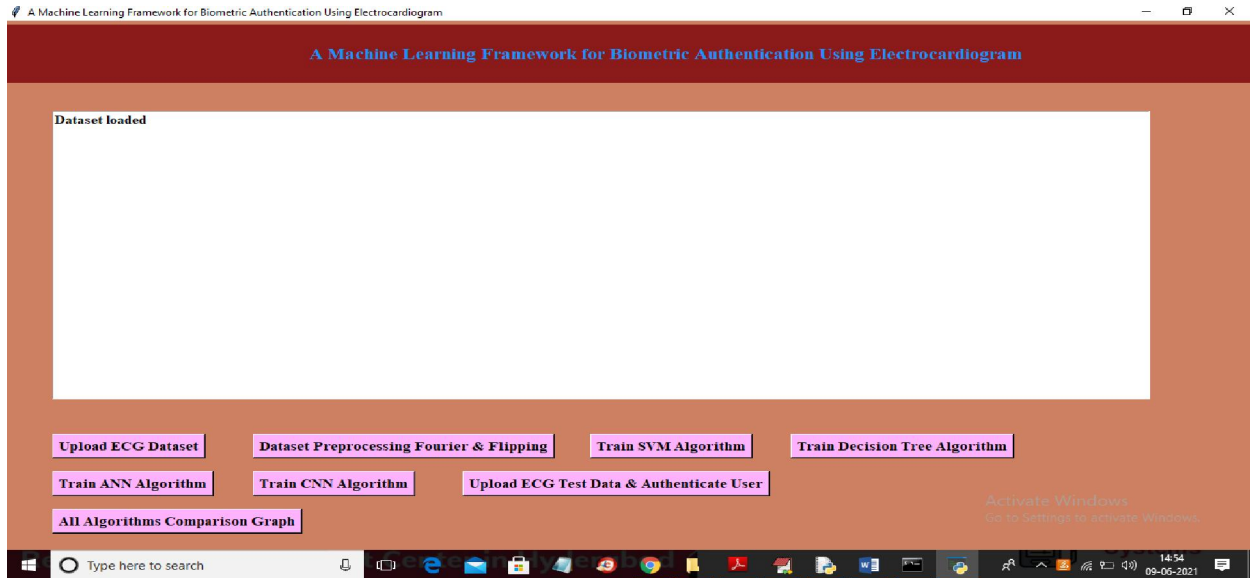 A Machine Learning Framework for Biometric Authentication Using Electrocardiogram
A Machine Learning Framework for Biometric Authentication Using Electrocardiogram
Dataset loaded
Upload ECG Dataset
Dataset Preprocessing Fourier & Flipping
Train SVM Algorithm
Train Decision Tree Algorithm
Train ANN Algorithm
Train CNN Algorithm
Upload ECG Test Data & Authenticate User
All Algorithms Comparison Graph
Activate Windows
Go to Settings to activate Windows.
Type here to search
14:54
09-06-2021